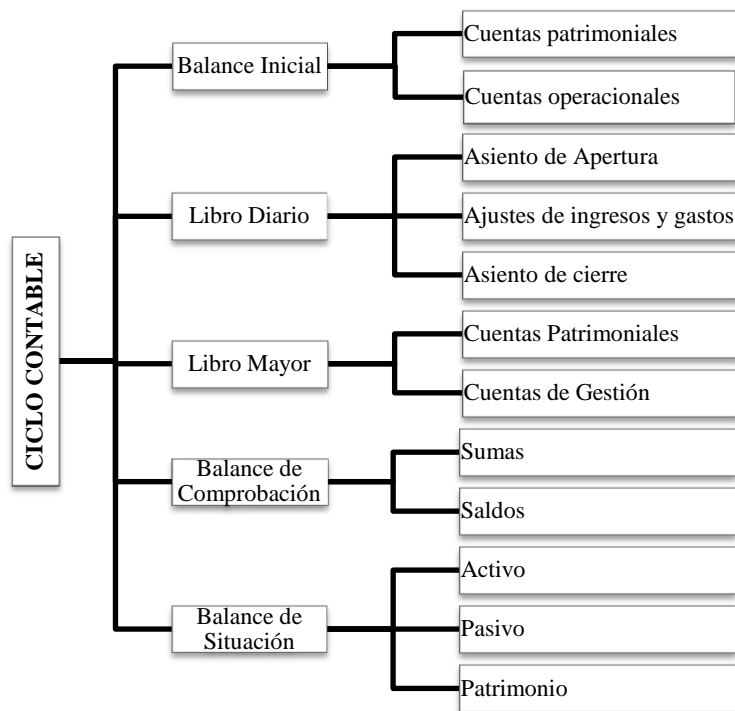 CICLO CONTABLE
Balance Inicial
Cuentas patrimoniales
Cuentas operacionales
Libro Diario
Asiento de Apertura
Ajustes de ingresos y gastos
Asiento de cierre
Libro Mayor
Cuentas Patrimoniales
Cuentas de Gestión
Balance de
Comprobación
Sumas
Saldos
Balance de
Situación
Activo
Pasivo
Patrimonio